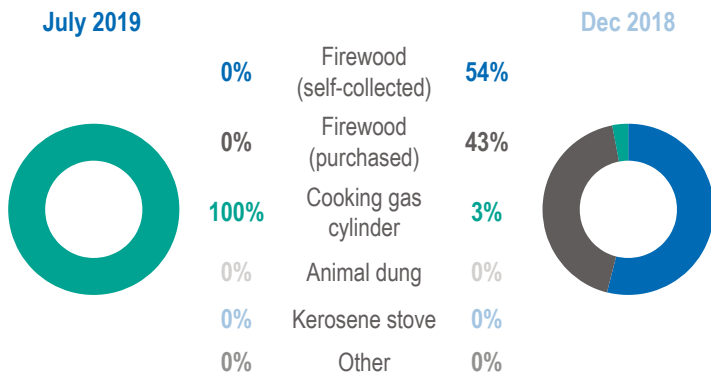 July 2019
Dec 2018
0%
Firewood
(self-collected)
54%
0%
Firewood
(purchased)
43%
100%
Cooking gas
cylinder
3%
0%
Animal dung
0%
0%
Kerosene stove
0%
0%
Other
0%